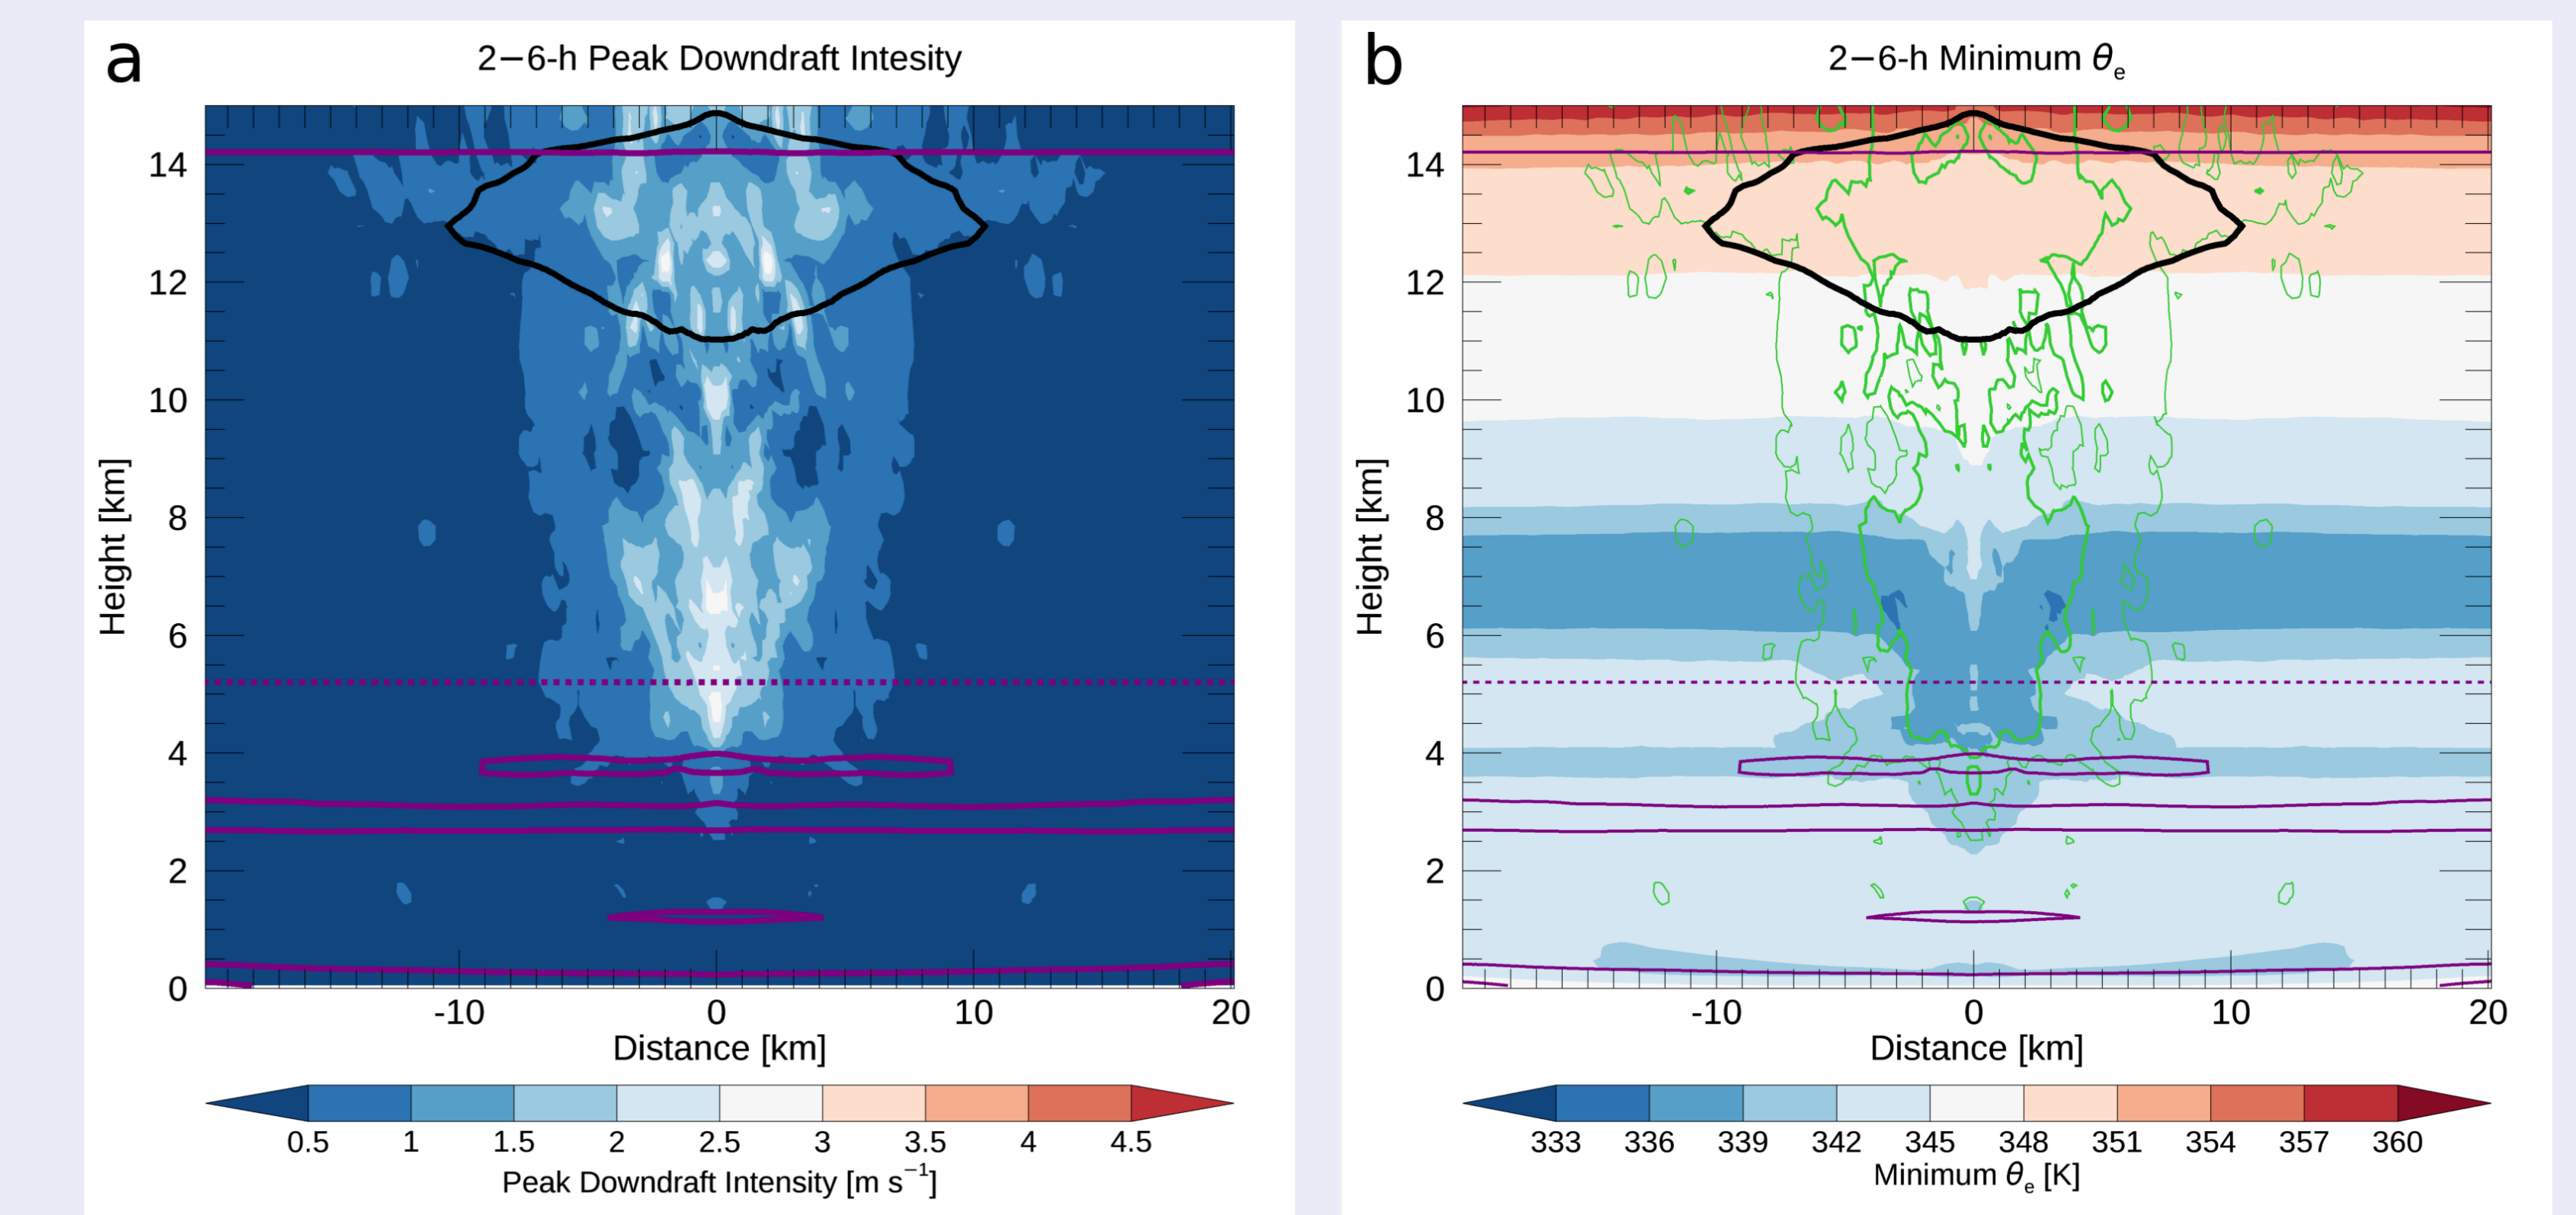 a
2−6-h Peak Downdraft Intesity
Height [km]
14
12
10
8
6
4
2
0
-10 0 10 20
Distance [km]
0.5 1 1.5 2 2.5 3 3.5 4 4.5
Peak Downdraft Intensity [m s⁻¹]
b
2−6-h Minimum θₑ
Height [km]
14
12
10
8
6
4
2
0
-10 0 10 20
Distance [km]
333 336 339 342 345 348 351 354 357 360
Minimum θₑ [K]